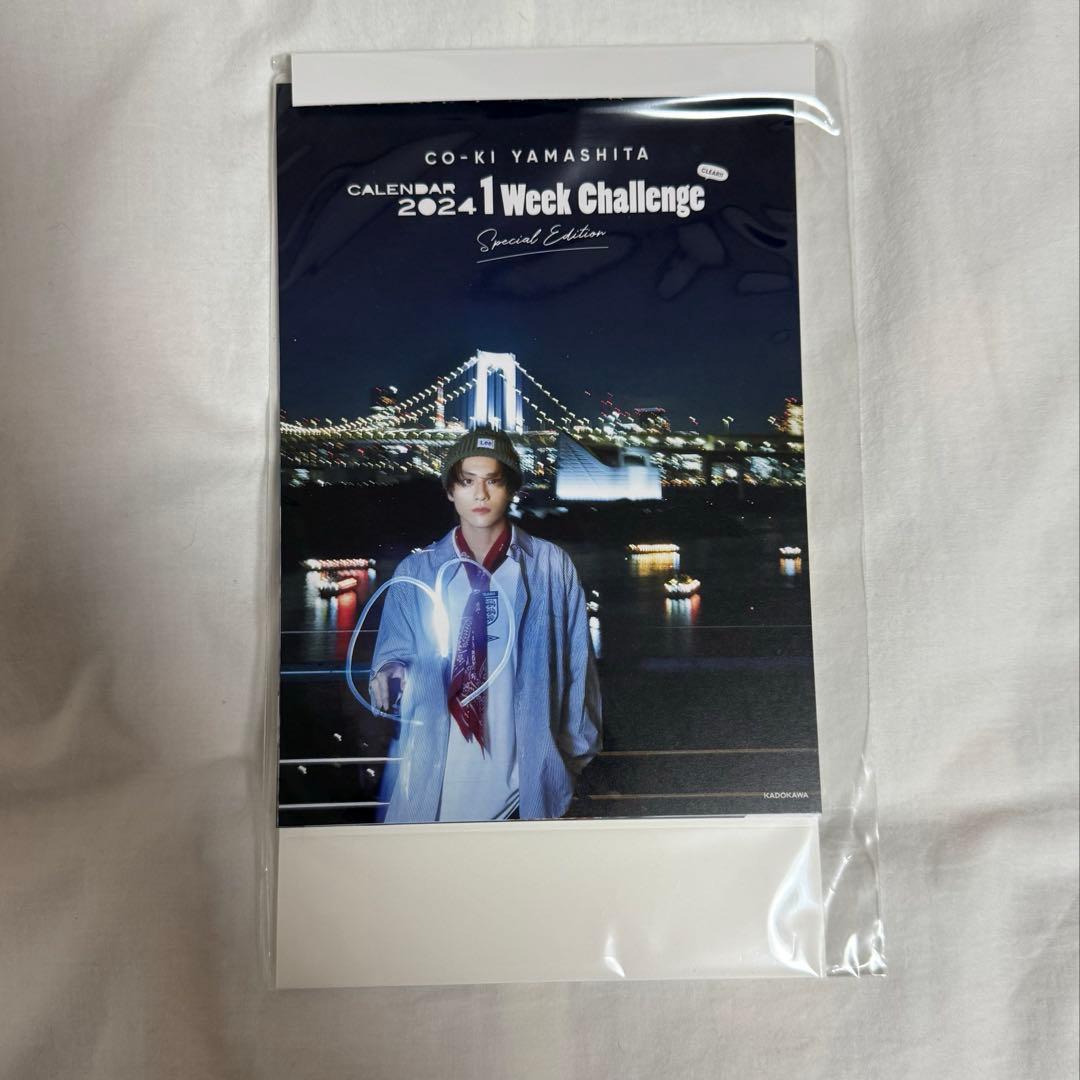 CO-KI YAMASHITA
CLEAR!!
CALENDAR
2024 1 Week Challenge
Special Edition
Lee
KADOKAWA